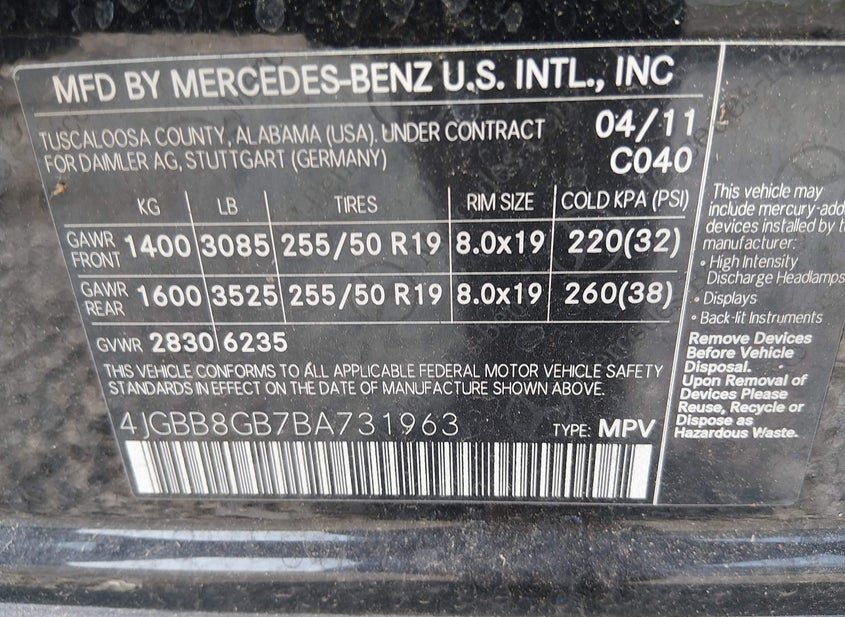 MFD BY MERCEDES-BENZ U.S. INTL., INC
TUSCALOOSA COUNTY, ALABAMA (USA), UNDER CONTRACT
FOR DAIMLER AG, STUTTGART (GERMANY)
04/11
C040
KG LB TIRES RIM SIZE COLD KPA (PSI)
GAWR FRONT 1400 3085 255/50 R19 8.0x19 220(32)
GAWR REAR 1600 3525 255/50 R19 8.0x19 260(38)
GVWR 2830 6235
THIS VEHICLE CONFORMS TO ALL APPLICABLE FEDERAL MOTOR VEHICLE SAFETY
STANDARDS IN EFFECT ON THE DATE OF MANUFACTURE SHOWN ABOVE.
4JGBB8GB7BA731963 TYPE: MPV
This vehicle may
include mercury-add
devices installed by
manufacturer:
• High Intensity
Discharge Headlamps
• Displays
• Back-lit Instruments
Remove Devices
Before Vehicle
Disposal.
Upon Removal of
Devices Please
Reuse, Recycle or
Dispose as
Hazardous Waste.